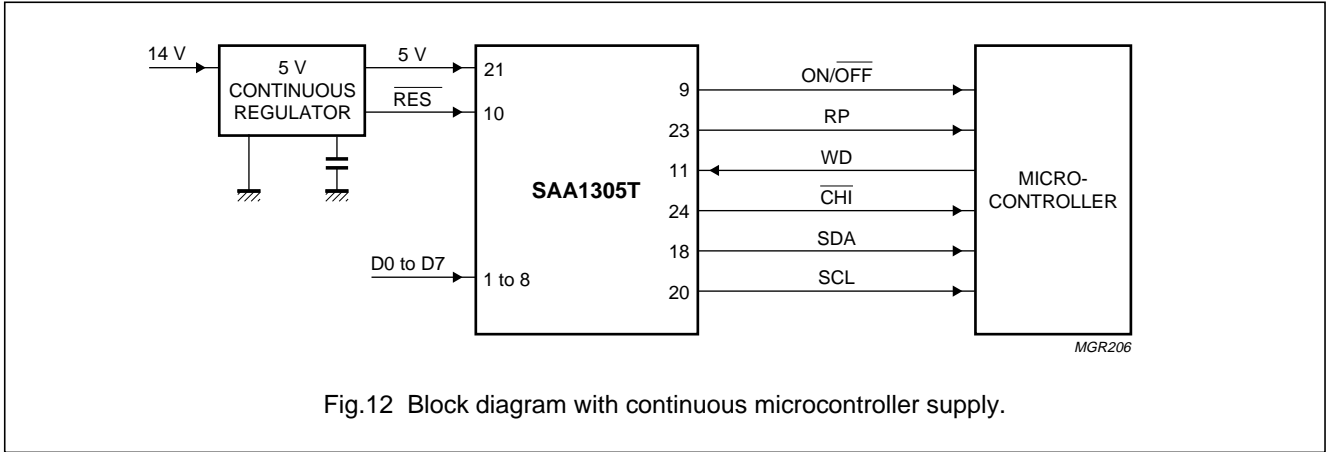 14 V
5 V
CONTINUOUS
REGULATOR
5 V
RES
21
10
SAA1305T
D0 to D7
1 to 8
9
23
11
24
18
20
ON/OFF
RP
WD
CHI
SDA
SCL
MICRO-
CONTROLLER
MGR206
Fig.12 Block diagram with continuous microcontroller supply.